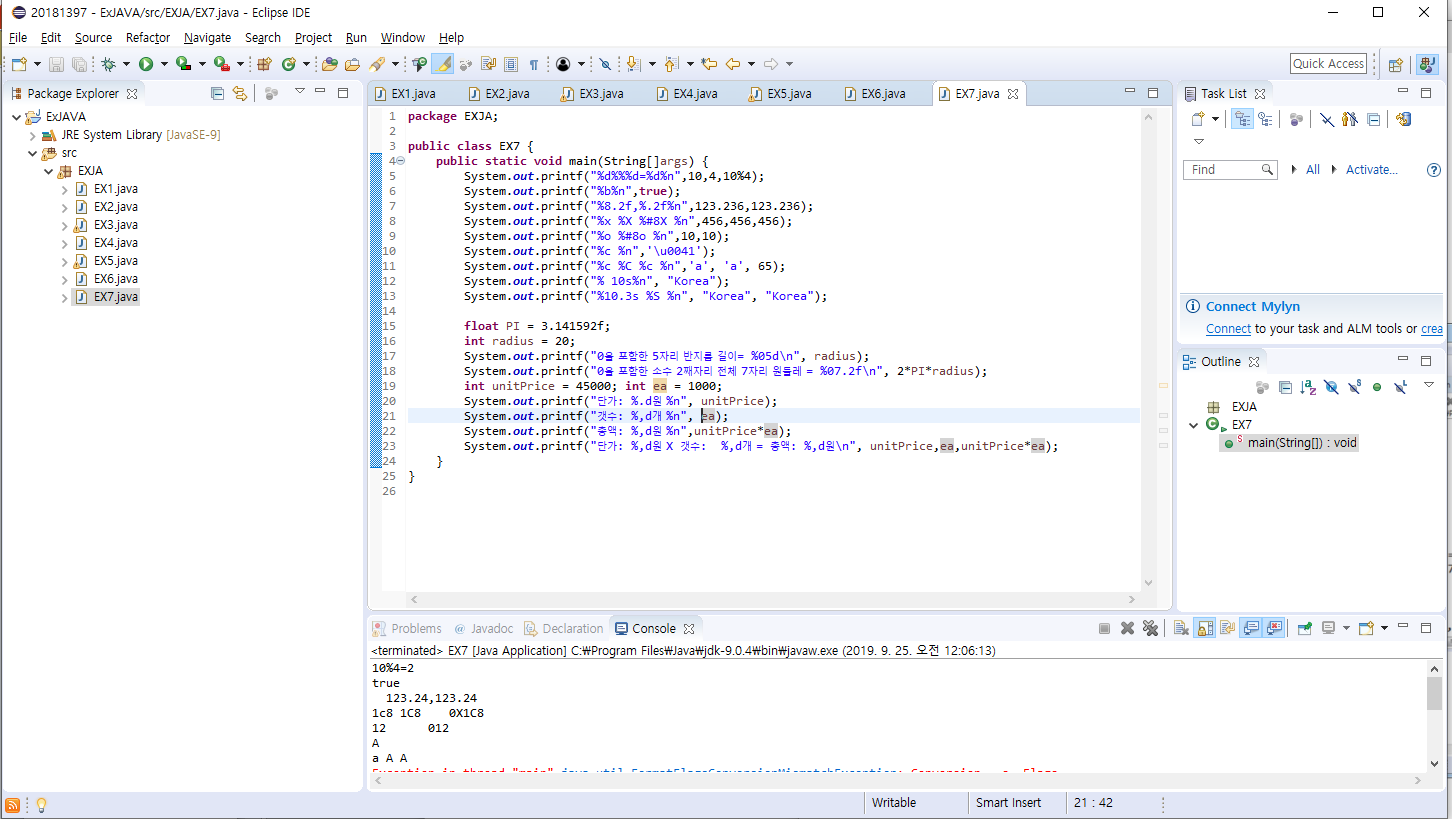 20181397 - ExJAVA/src/EXJA/EX7.java - Eclipse IDE
File Edit Source Refactor Navigate Search Project Run Window Help
Quick Access
Package Explorer
ExJAVA
JRE System Library [JavaSE-9]
src
EXJA
EX1.java
EX2.java
EX3.java
EX4.java
EX5.java
EX6.java
EX7.java
EX1.java EX2.java EX3.java EX4.java EX5.java EX6.java EX7.java
1 package EXJA;
2
3 public class EX7 {
4 public static void main(String[]args) {
5 System.out.printf("%d%%%d=%d%n",10,4,10%4);
6 System.out.printf("%b%n",true);
7 System.out.printf("%8.2f,%.2f%n",123.236,123.236);
8 System.out.printf("%x %X %#8X %n",456,456,456);
9 System.out.printf("%o %#8o %n",10,10);
10 System.out.printf("%c %n",'\u0041');
11 System.out.printf("%c %C %c %n",'a', 'a', 65);
12 System.out.printf("% 10s%n", "Korea");
13 System.out.printf("%10.3s %S %n", "Korea", "Korea");
14
15 float PI = 3.141592f;
16 int radius = 20;
17 System.out.printf("0을 포함한 5자리 반지름 길이= %05d\n", radius);
18 System.out.printf("0을 포함한 소수 2째자리 전체 7자리 원둘레 = %07.2f\n", 2*PI*radius);
19 int unitPrice = 45000; int ea = 1000;
20 System.out.printf("단가: %.d원 %n", unitPrice);
21 System.out.printf("갯수: %,d개 %n", ea);
22 System.out.printf("총액: %,d원 %n",unitPrice*ea);
23 System.out.printf("단가: %,d원 X 갯수:  %,d개 = 총액: %,d원\n", unitPrice,ea,unitPrice*ea);
24 }
25 }
26
Task List
Find All Activate...
Connect Mylyn
Connect to your task and ALM tools or crea
Outline
EXJA
EX7
main(String[]) : void
Problems Javadoc Declaration Console
<terminated> EX7 [Java Application] C:₩Program Files₩Java₩jdk-9.0.4₩bin₩javaw.exe (2019. 9. 25. 오전 12:06:13)
10%4=2
true
  123.24,123.24
1c8 1C8    0X1C8
12      012
A
a A A
Exception in thread "main" java.util.FormatFlagsConversionMismatchException: Conversion = s, Flags
Writable Smart Insert 21 : 42